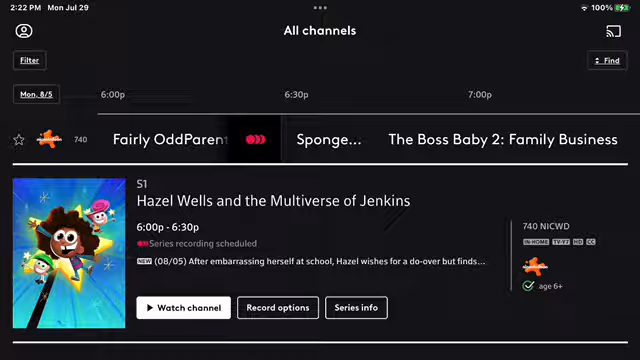 2:22 PM Mon Jul 29
100%
All channels
Filter
Find
Mon, 8/5
6:00p
6:30p
7:00p
nickelodeon
740
Fairly OddParent
Sponge...
The Boss Baby 2: Family Business
S1
Hazel Wells and the Multiverse of Jenkins
6:00p - 6:30p
Series recording scheduled
NEW (08/05) After embarrassing herself at school, Hazel wishes for a do-over but finds...
740 NICWD
IN-HOME TV-Y7 HD CC
nickelodeon
age 6+
Watch channel
Record options
Series info